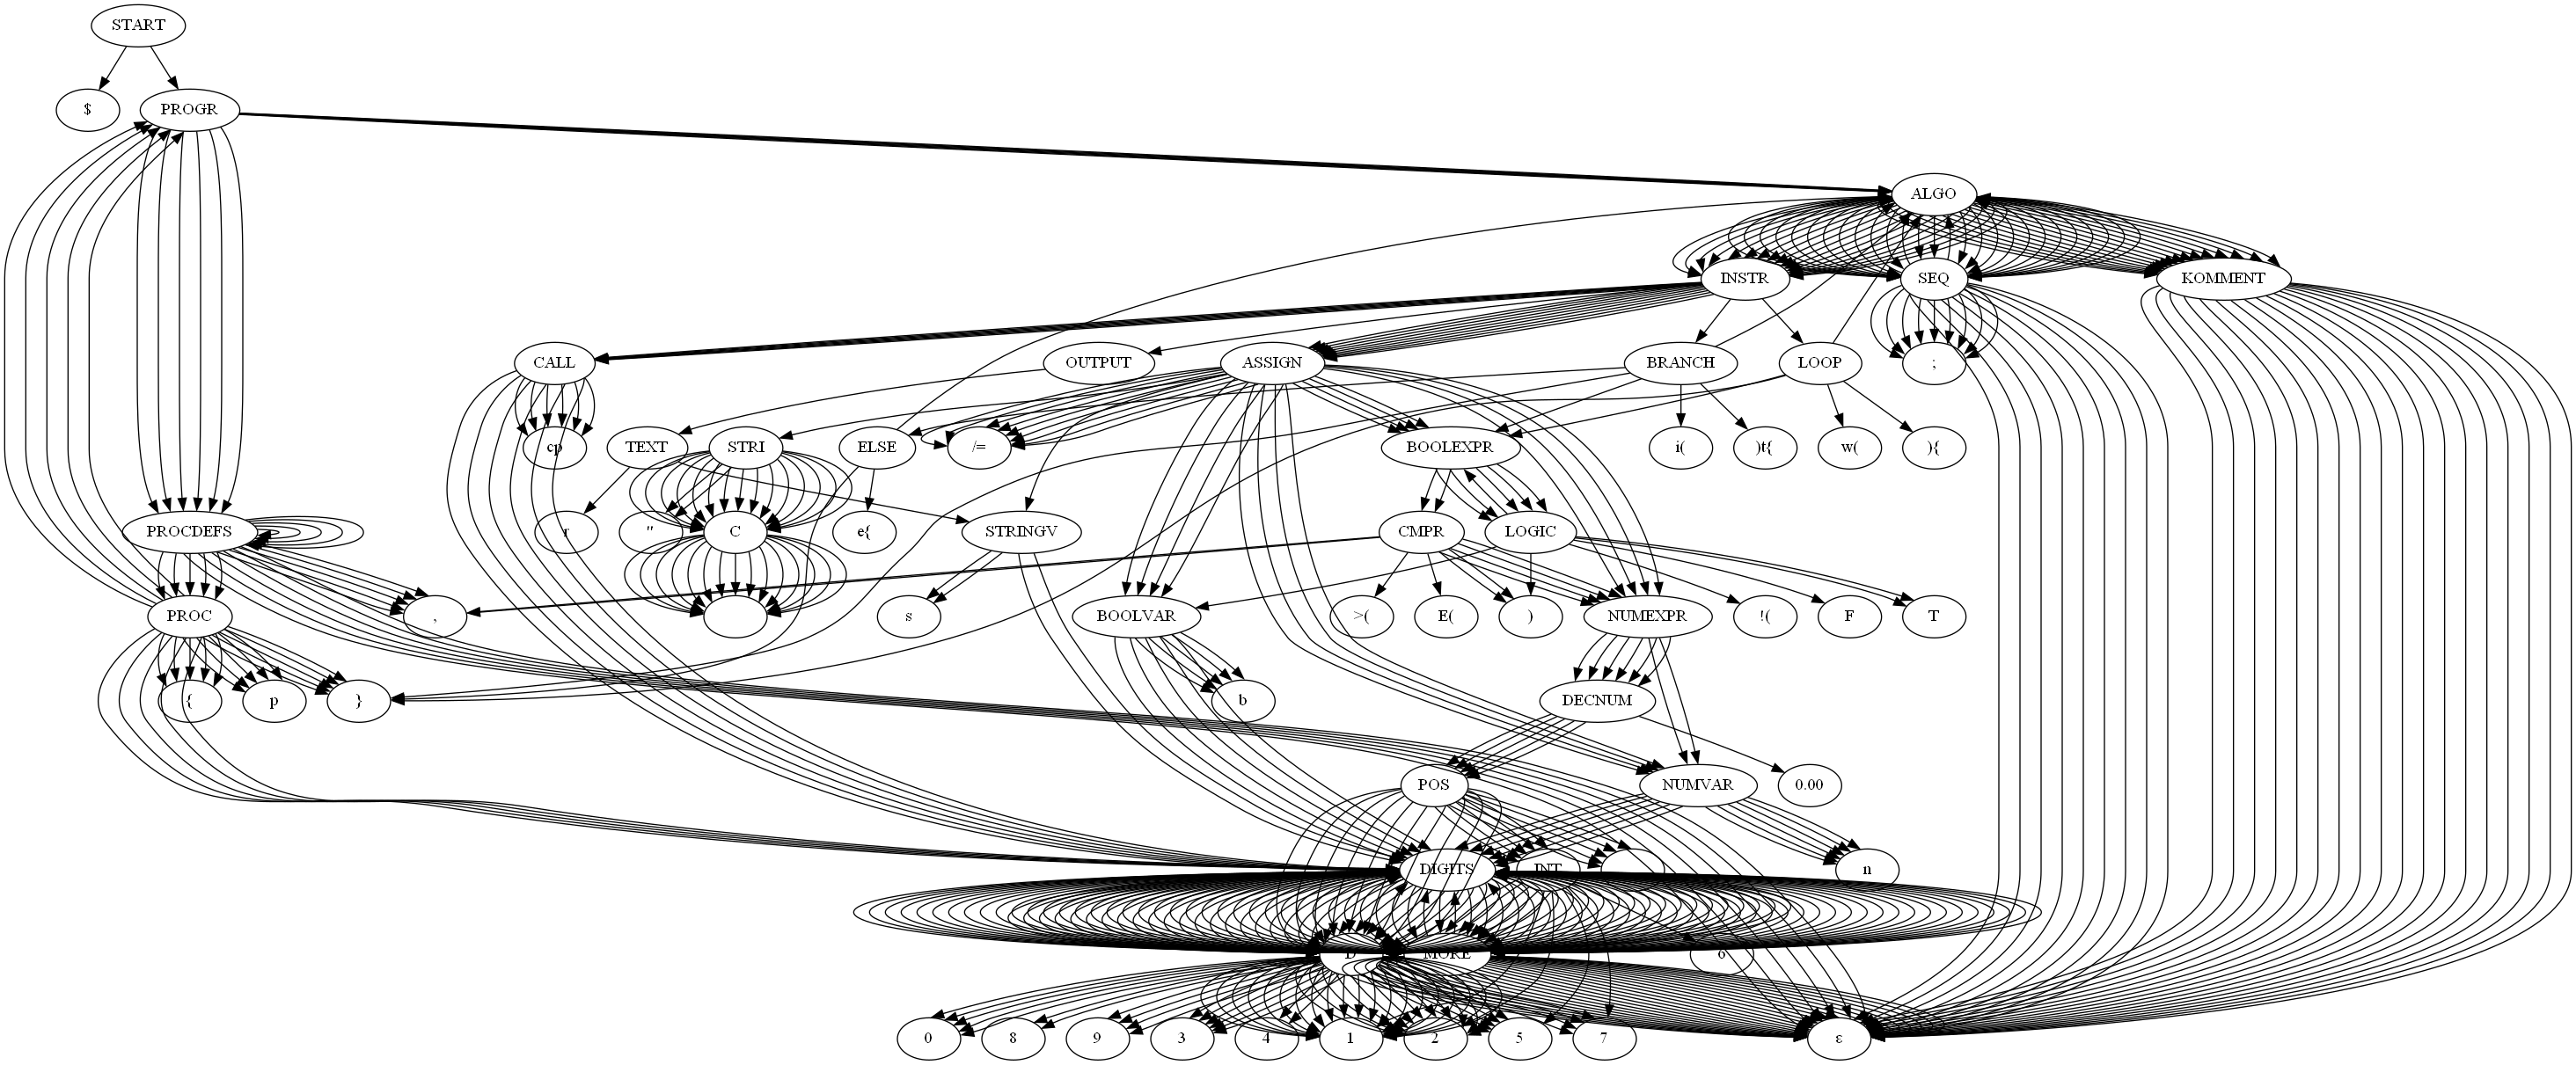 START
$
PROGR
ALGO
INSTR
SEQ
KOMMENT
CALL
OUTPUT
ASSIGN
BRANCH
LOOP
;
cp
TEXT
STRI
ELSE
/=
BOOLEXPR
i(
)t{
w(
){
PROCDEFS
r
"
C
e{
STRINGV
CMPR
LOGIC
PROC
,
s
BOOLVAR
>(
E(
)
NUMEXPR
!(
F
T
{
p
}
b
DECNUM
POS
NUMVAR
0.00
DIGITS
INT
n
D
MORE
6
0
8
9
3
4
1
2
5
7
ε